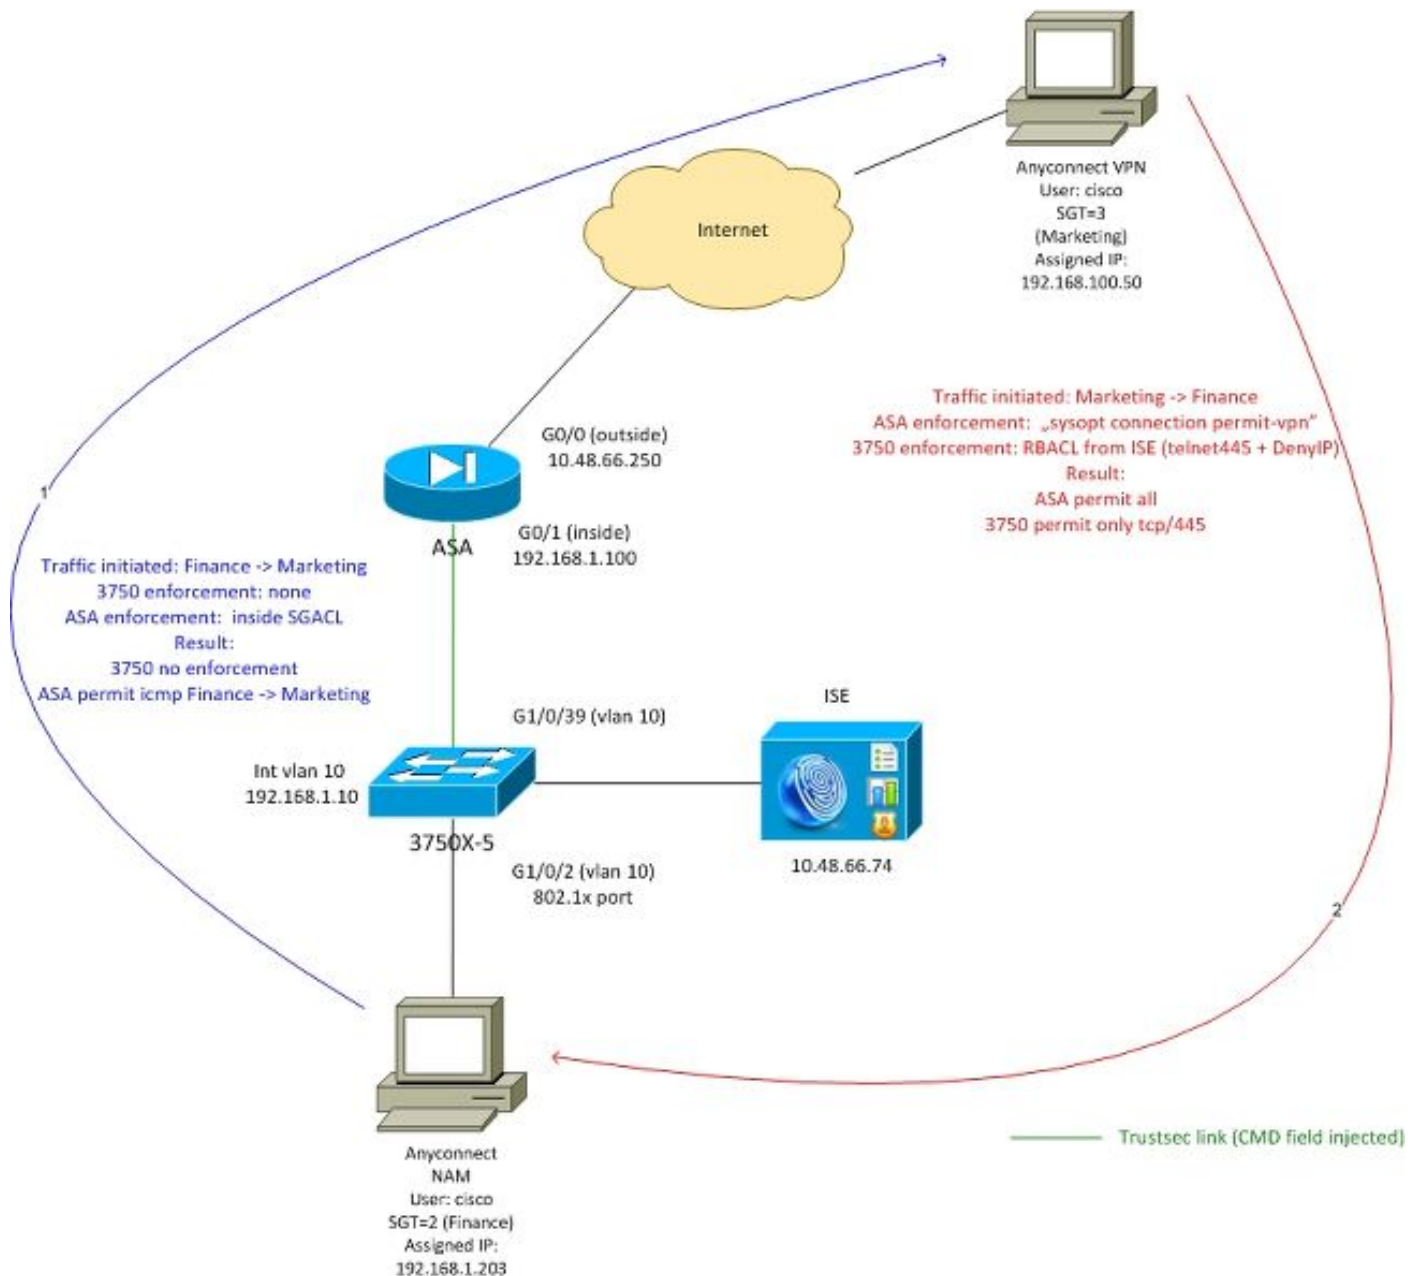 Anyconnect VPN
User: cisco
SGT=3
(Marketing)
Assigned IP:
192.168.100.50
Internet
Traffic initiated: Marketing -> Finance
ASA enforcement: „sysopt connection permit-vpn”
3750 enforcement: RBACL from ISE (telnet445 + DenyIP)
Result:
ASA permit all
3750 permit only tcp/445
G0/0 (outside)
10.48.66.250
ASA
G0/1 (inside)
192.168.1.100
1
Traffic initiated: Finance -> Marketing
3750 enforcement: none
ASA enforcement: inside SGACL
Result:
3750 no enforcement
ASA permit icmp Finance -> Marketing
G1/0/39 (vlan 10)
ISE
Int vlan 10
192.168.1.10
3750X-5
10.48.66.74
G1/0/2 (vlan 10)
802.1x port
2
Anyconnect
NAM
User: cisco
SGT=2 (Finance)
Assigned IP:
192.168.1.203
Trustsec link (CMD field injected)